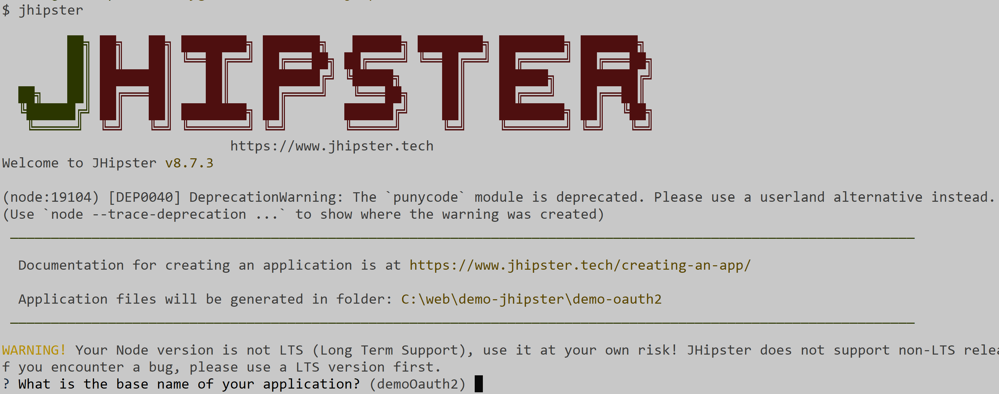 $ jhipster
JHIPSTER
https://www.jhipster.tech
Welcome to JHipster v8.7.3
(node:19104) [DEP0040] DeprecationWarning: The `punycode` module is deprecated. Please use a userland alternative instead.
(Use `node --trace-deprecation ...` to show where the warning was created)
Documentation for creating an application is at https://www.jhipster.tech/creating-an-app/
Application files will be generated in folder: C:\web\demo-jhipster\demo-oauth2
WARNING! Your Node version is not LTS (Long Term Support), use it at your own risk! JHipster does not support non-LTS relea
f you encounter a bug, please use a LTS version first.
? What is the base name of your application? (demoOauth2)